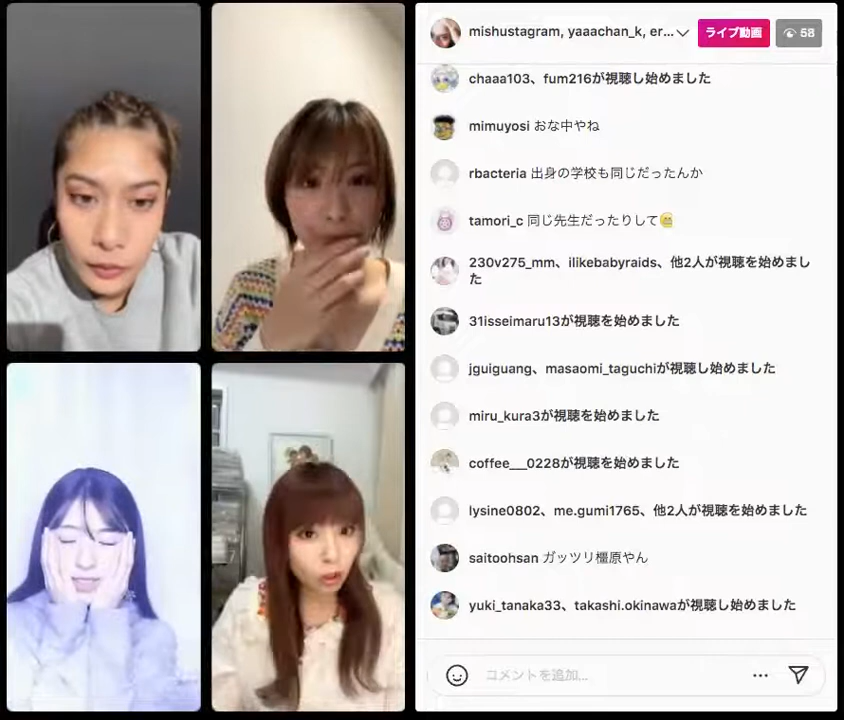 mishustagram, yaaachan_k, er...
ライブ動画
58
chaaa103、fum216が視聴し始めました
mimuyosi おな中やね
rbacteria 出身の学校も同じだったんか
tamori_c 同じ先生だったりして😁
230v275_mm、ilikebabyraids、他2人が視聴を始めまし
た
31isseimaru13が視聴を始めました
jguiguang、masaomi_taguchiが視聴し始めました
miru_kura3が視聴を始めました
coffee___0228が視聴を始めました
lysine0802、me.gumi1765、他2人が視聴を始めました
saitoohsan ガッツリ橿原やん
yuki_tanaka33、takashi.okinawaが視聴し始めました
コメントを追加...